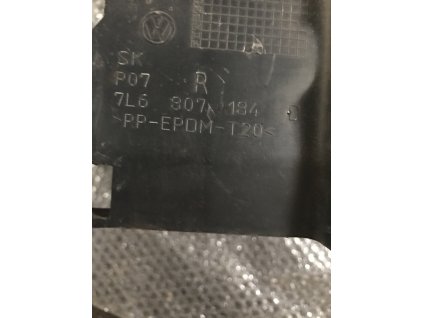 SK
P07 R
7L6 807 184 D
>PP-EPDM-T20<